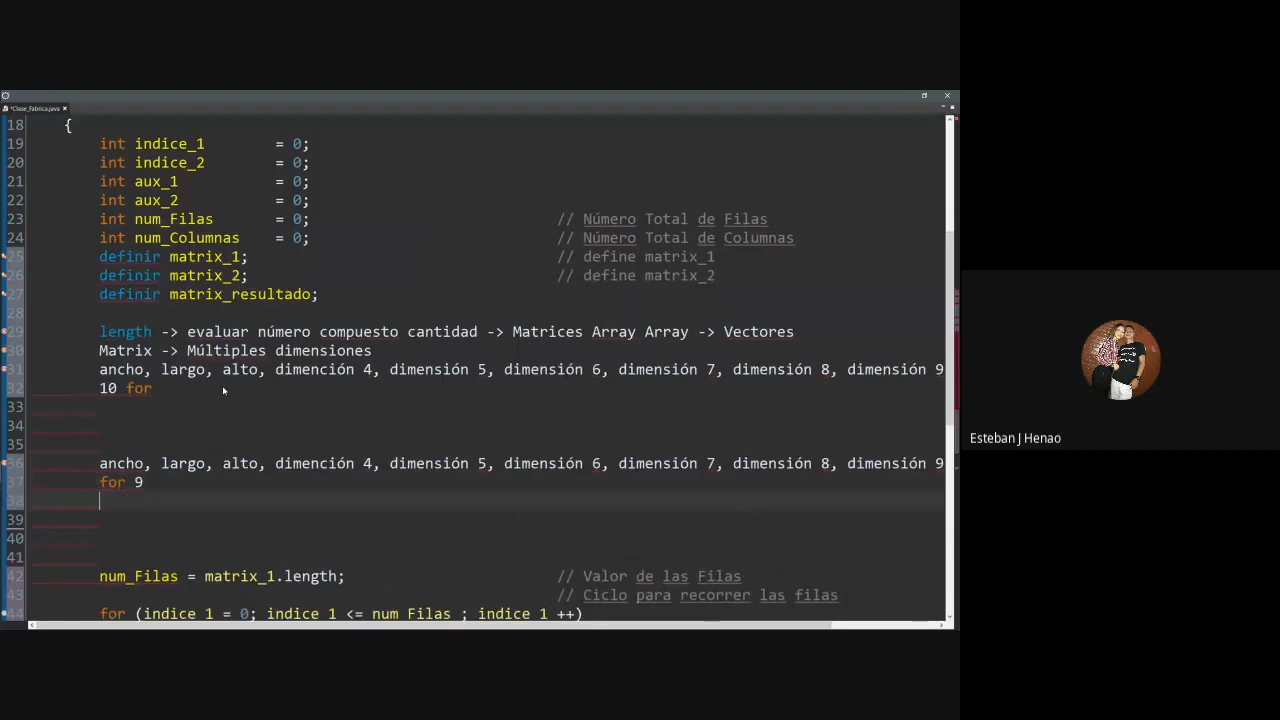 *Clase_Fabrica.java
18 {
19 int indice_1 = 0;
20 int indice_2 = 0;
21 int aux_1 = 0;
22 int aux_2 = 0;
23 int num_Filas = 0; // Número Total de Filas
24 int num_Columnas = 0; // Número Total de Columnas
25 definir matrix_1; // define matrix_1
26 definir matrix_2; // define matrix_2
27 definir matrix_resultado;
28
29 length -> evaluar número compuesto cantidad -> Matrices Array Array -> Vectores
30 Matrix -> Múltiples dimensiones
31 ancho, largo, alto, dimención 4, dimensión 5, dimensión 6, dimensión 7, dimensión 8, dimensión 9
32 10 for
33
34
35
36 ancho, largo, alto, dimención 4, dimensión 5, dimensión 6, dimensión 7, dimensión 8, dimensión 9
37 for 9
38
39
40
41
42 num_Filas = matrix_1.length; // Valor de las Filas
43 // Ciclo para recorrer las filas
44 for (indice_1 = 0; indice_1 <= num_Filas ; indice_1 ++)
Esteban J Henao